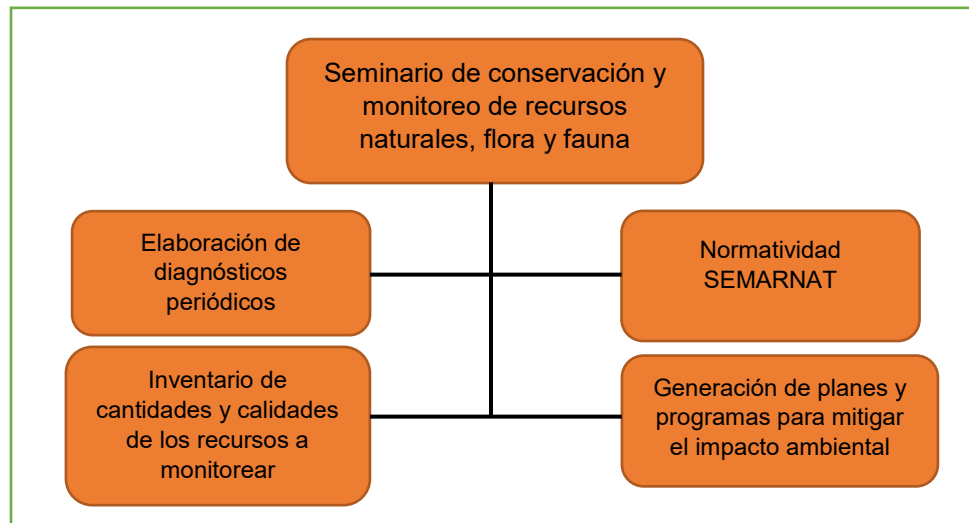 Seminario de conservación y
monitoreo de recursos
naturales, flora y fauna
Elaboración de
diagnósticos
periódicos
Normatividad
SEMARNAT
Inventario de
cantidades y calidades
de los recursos a
monitorear
Generación de planes y
programas para mitigar
el impacto ambiental